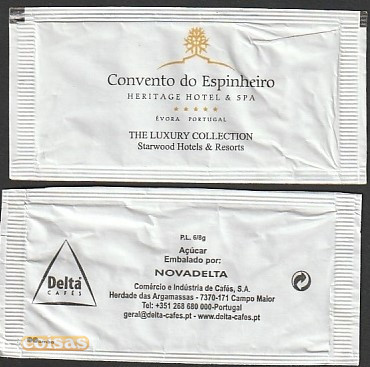 Convento do Espinheiro
HERITAGE HOTEL & SPA
ÉVORA PORTUGAL
THE LUXURY COLLECTION
Starwood Hotels & Resorts
P.L. 6/8g
Açúcar
Embalado por:
NOVADELTA
Comércio e Indústria de Cafés, S.A.
Herdade das Argamassas - 7370-171 Campo Maior
Tel: +351 268 680 000-Portugal
geral@delta-cafes.pt - www.delta-cafes.pt
Delta
CAFÉS
coisas